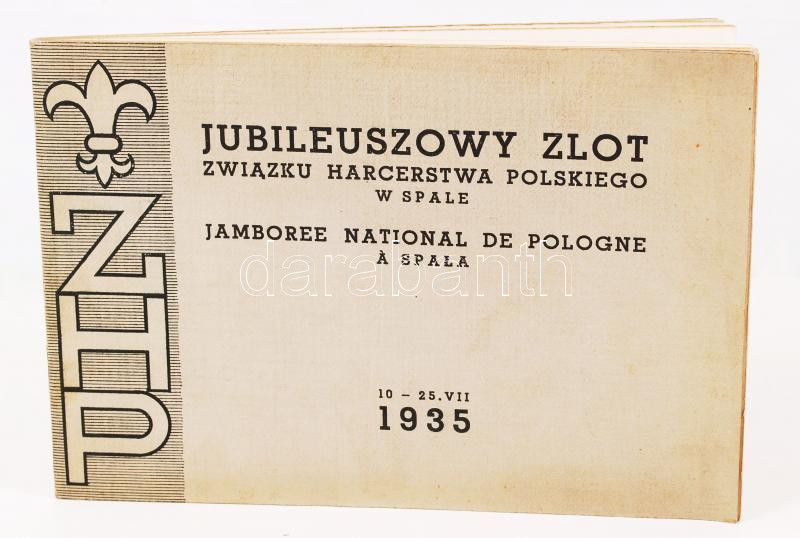 ZHP
JUBILEUSZOWY ZLOT
ZWIĄZKU HARCERSTWA POLSKIEGO
W SPALE
JAMBOREE NATIONAL DE POLOGNE
À SPAŁA
darabanth
10 – 25.VII
1935